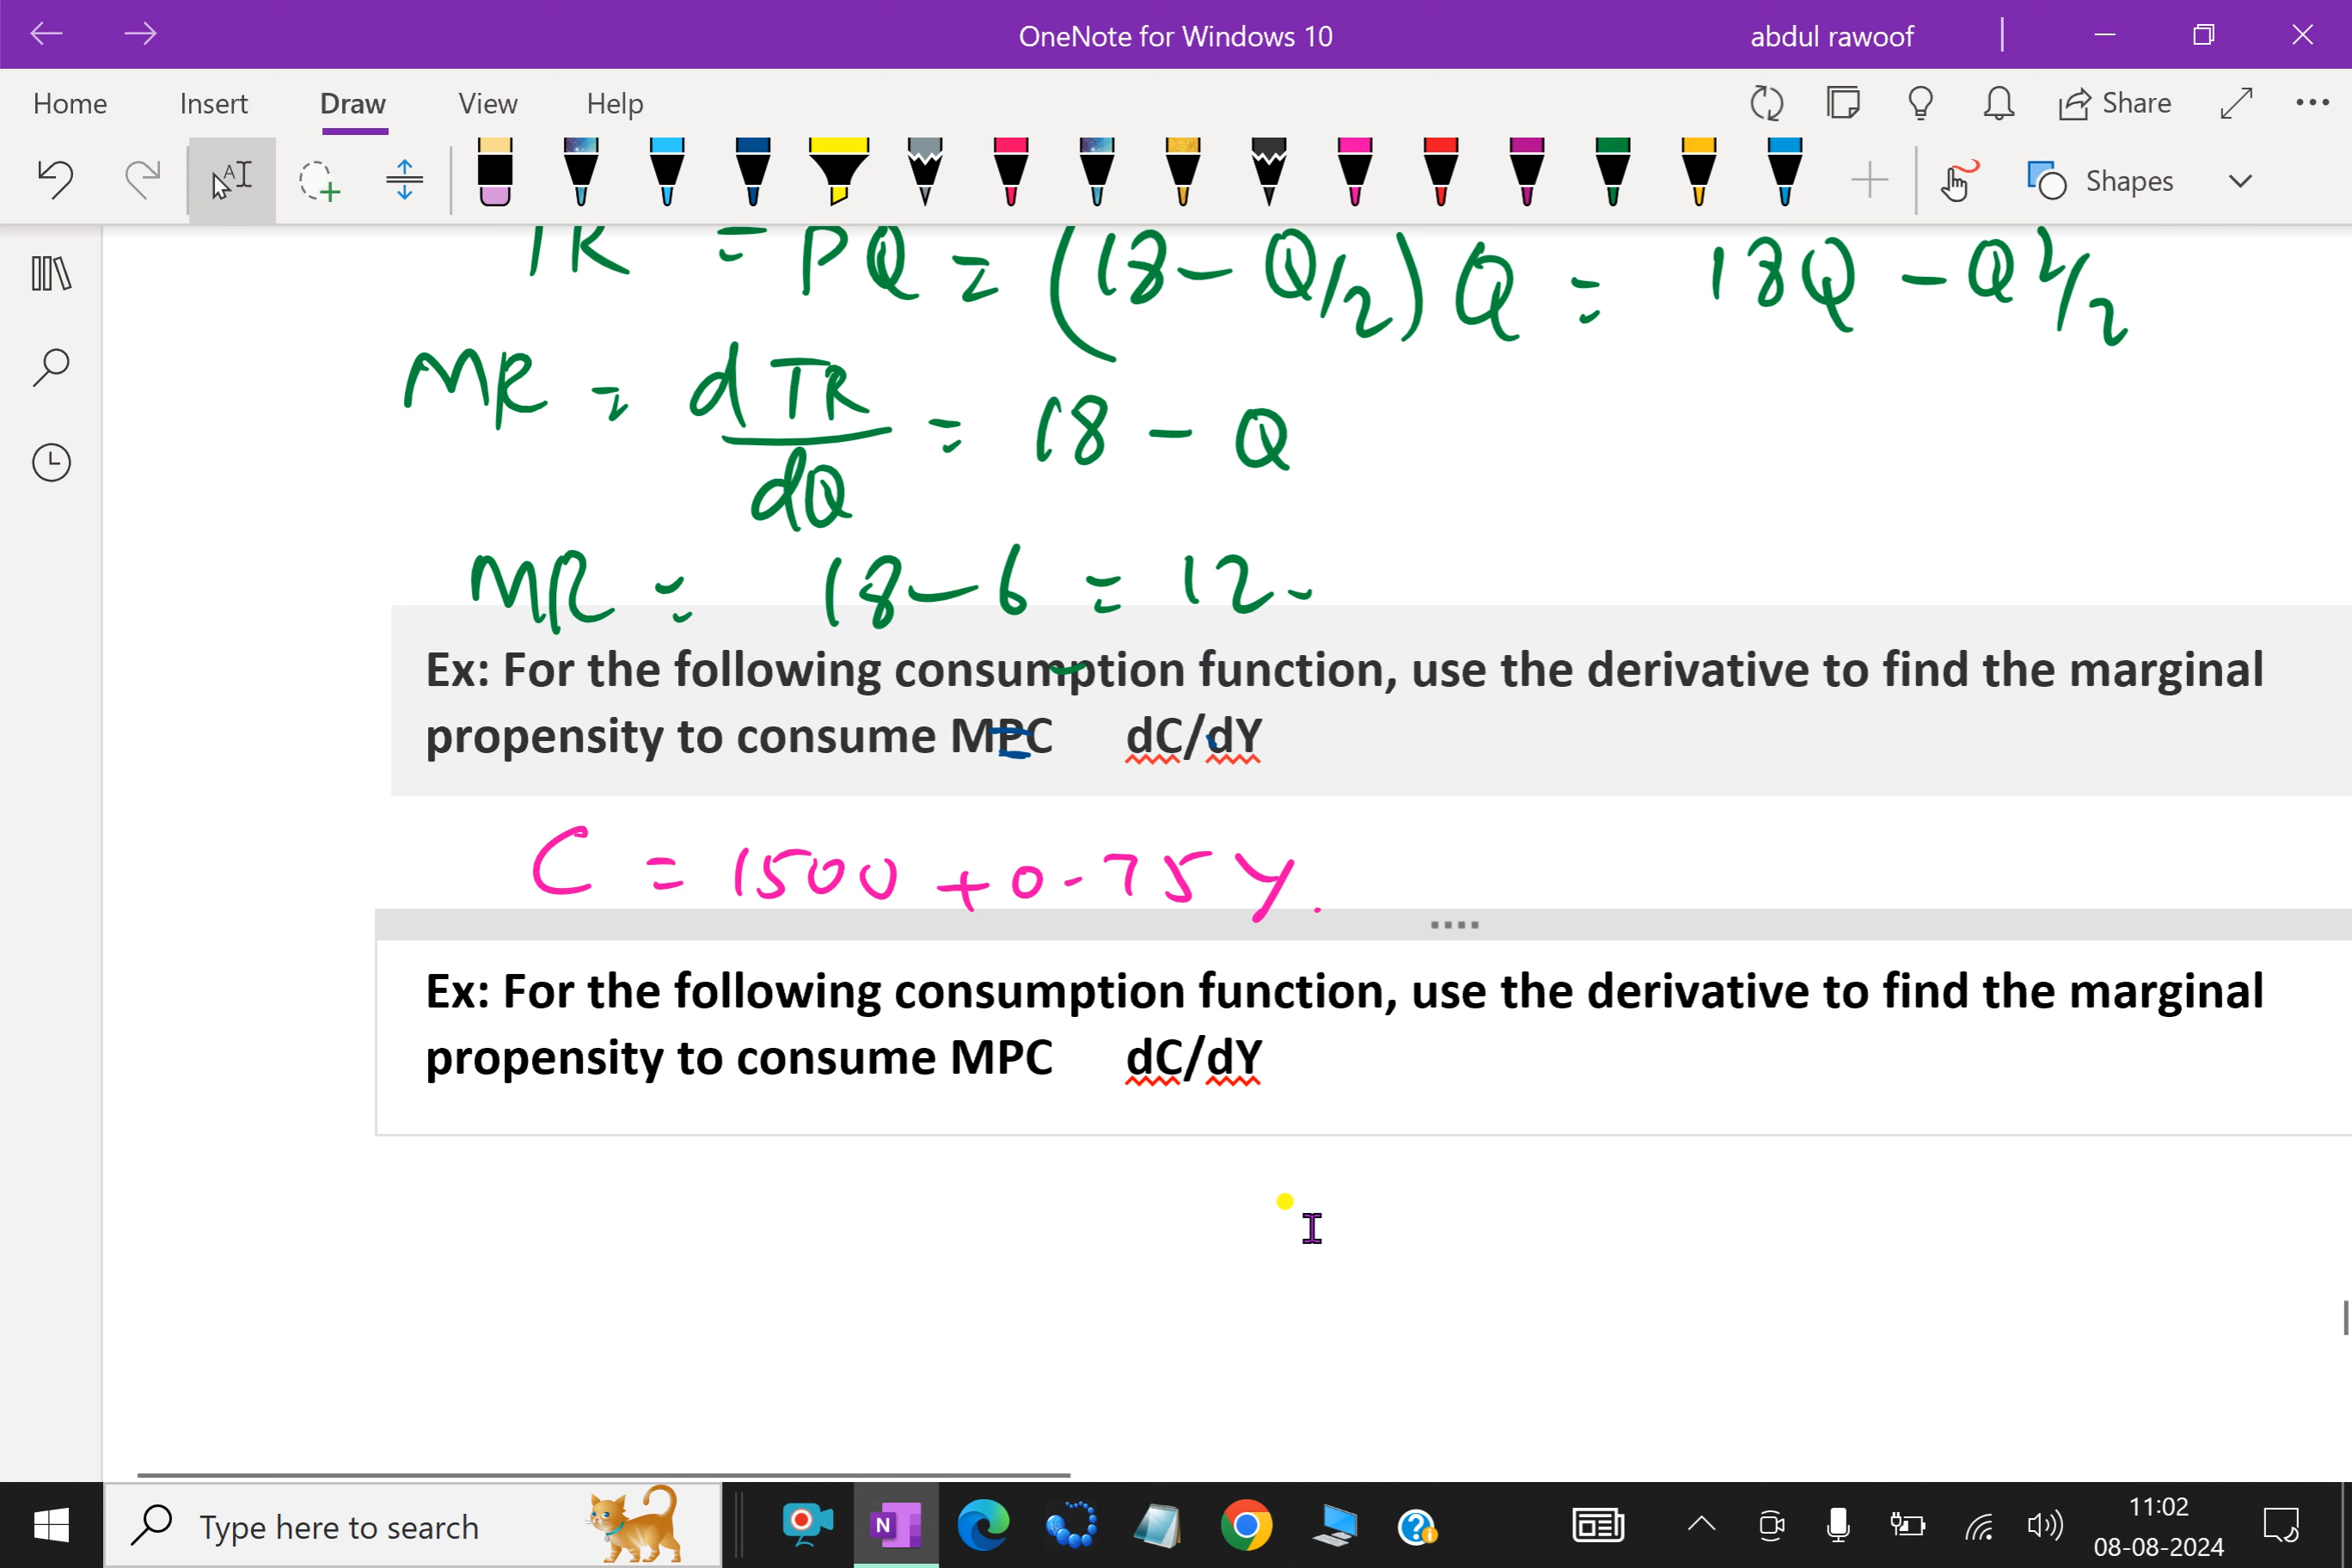 OneNote for Windows 10
abdul rawoof
Home Insert Draw View Help
Share
Shapes
TR = PQ = (18 - Q/2) Q = 18Q - Q²/2
MR = dTR/dQ = 18 - Q
MR = 18 - 6 = 12
Ex: For the following consumption function, use the derivative to find the marginal
propensity to consume MPC dC/dY
C = 1500 + 0.75 Y.
Ex: For the following consumption function, use the derivative to find the marginal
propensity to consume MPC dC/dY
Type here to search
11:02
08-08-2024